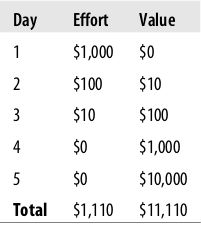 Day Effort Value
1 $1,000 $0
2 $100 $10
3 $10 $100
4 $0 $1,000
5 $0 $10,000
Total $1,110 $11,110